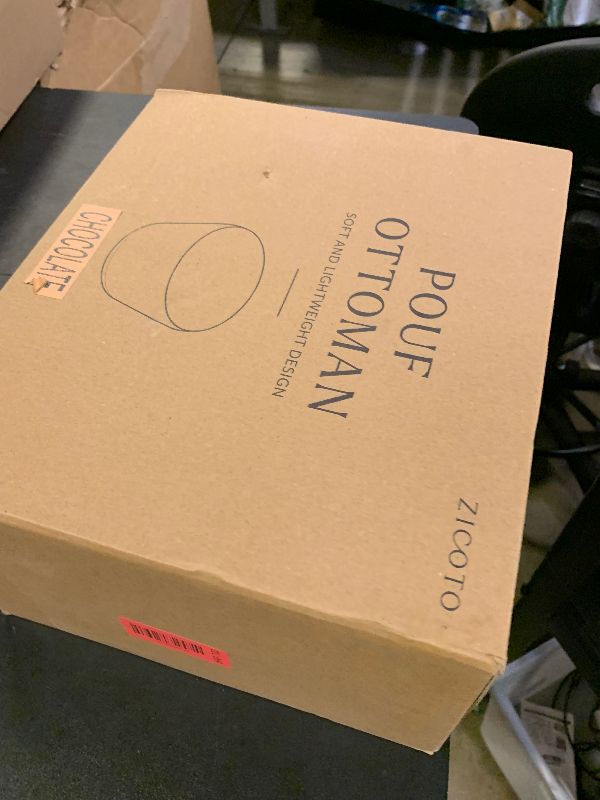 ZICOTO
POUF
OTTOMAN
SOFT AND LIGHTWEIGHT DESIGN
CHOCOLATE